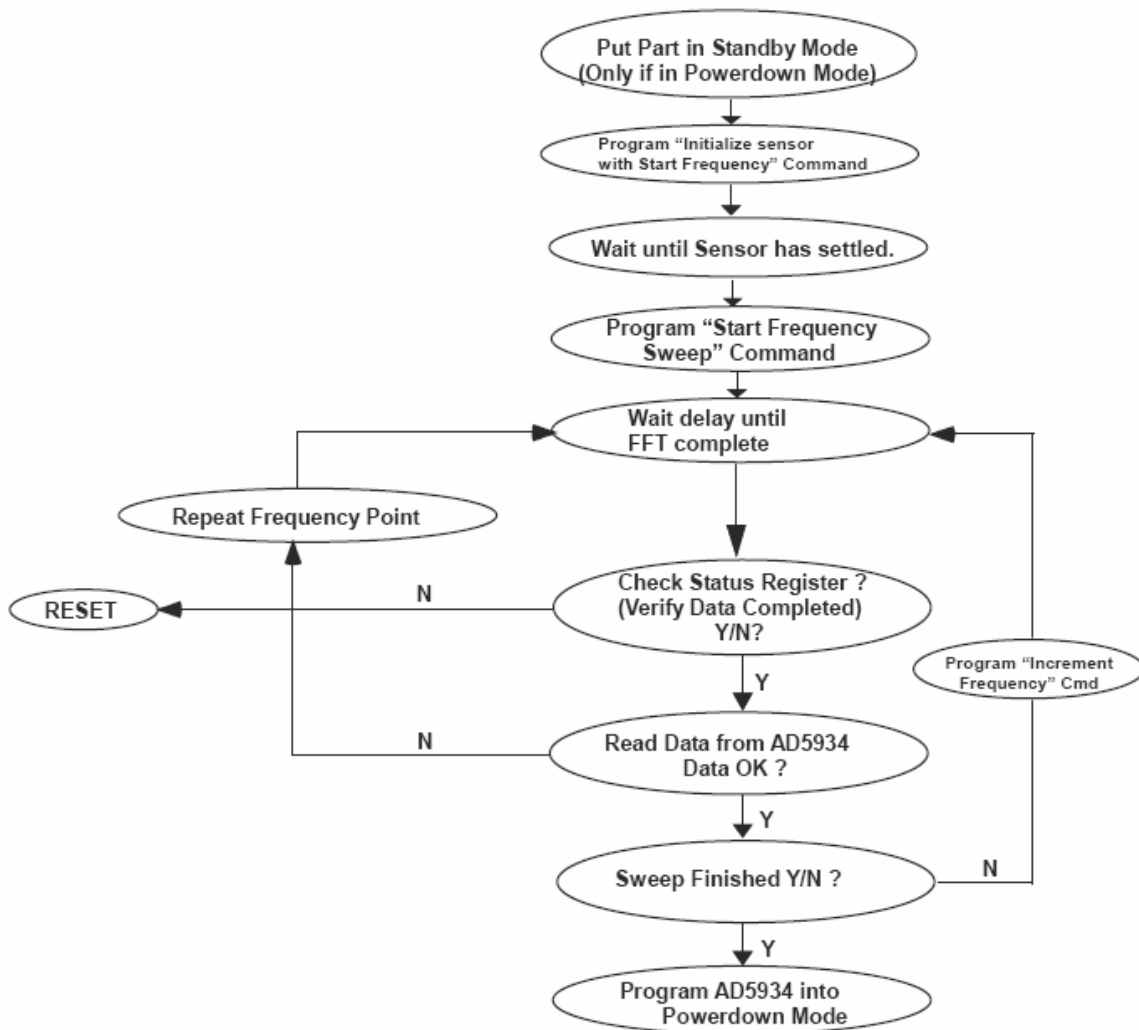 Put Part in Standby Mode
(Only if in Powerdown Mode)
Program “Initialize sensor
with Start Frequency” Command
Wait until Sensor has settled.
Program “Start Frequency
Sweep” Command
Wait delay until
FFT complete
Repeat Frequency Point
Check Status Register ?
(Verify Data Completed)
Y/N?
N
RESET
Y
Program “Increment
Frequency” Cmd
Read Data from AD5934
Data OK ?
N
Y
Sweep Finished Y/N ?
N
Y
Program AD5934 into
Powerdown Mode